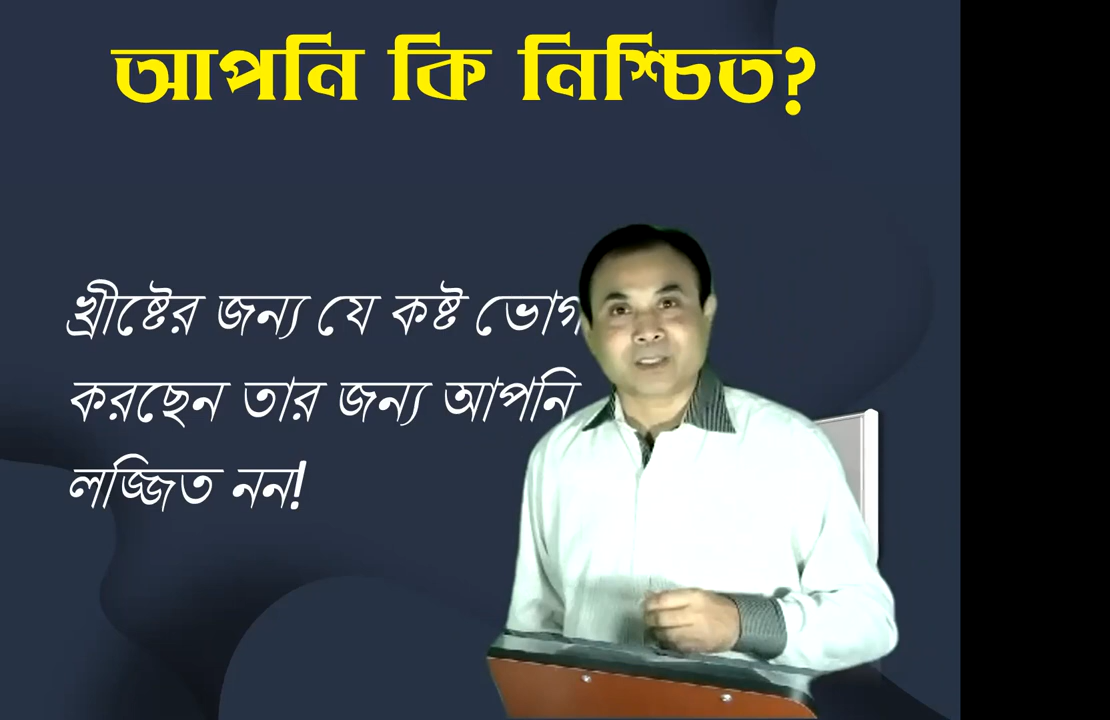 আপনি কি নিশ্চিত?
খ্রীষ্টের জন্য যে কষ্ট ভোগ
করছেন তার জন্য আপনি
লজ্জিত নন!